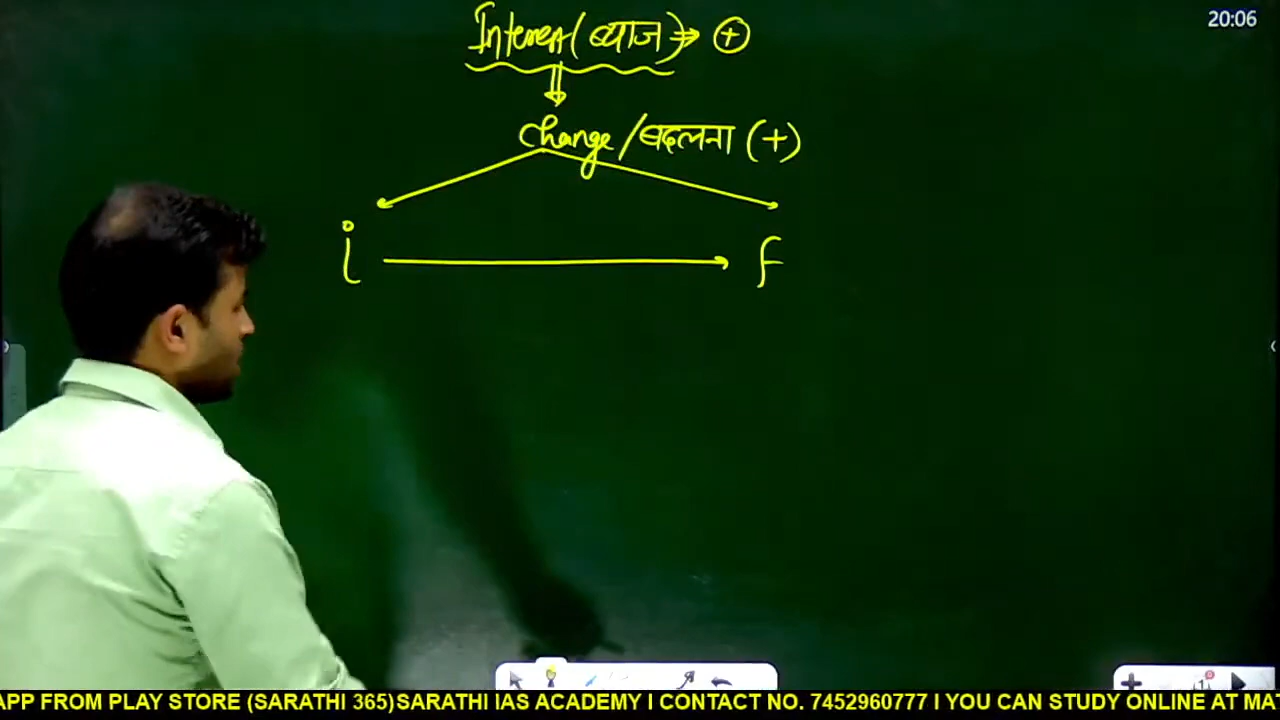 20:06
Interest (ब्याज) ⇒ ⊕
change / बदलना (+)
i → f
APP FROM PLAY STORE (SARATHI 365)SARATHI IAS ACADEMY I CONTACT NO. 7452960777 I YOU CAN STUDY ONLINE AT MA